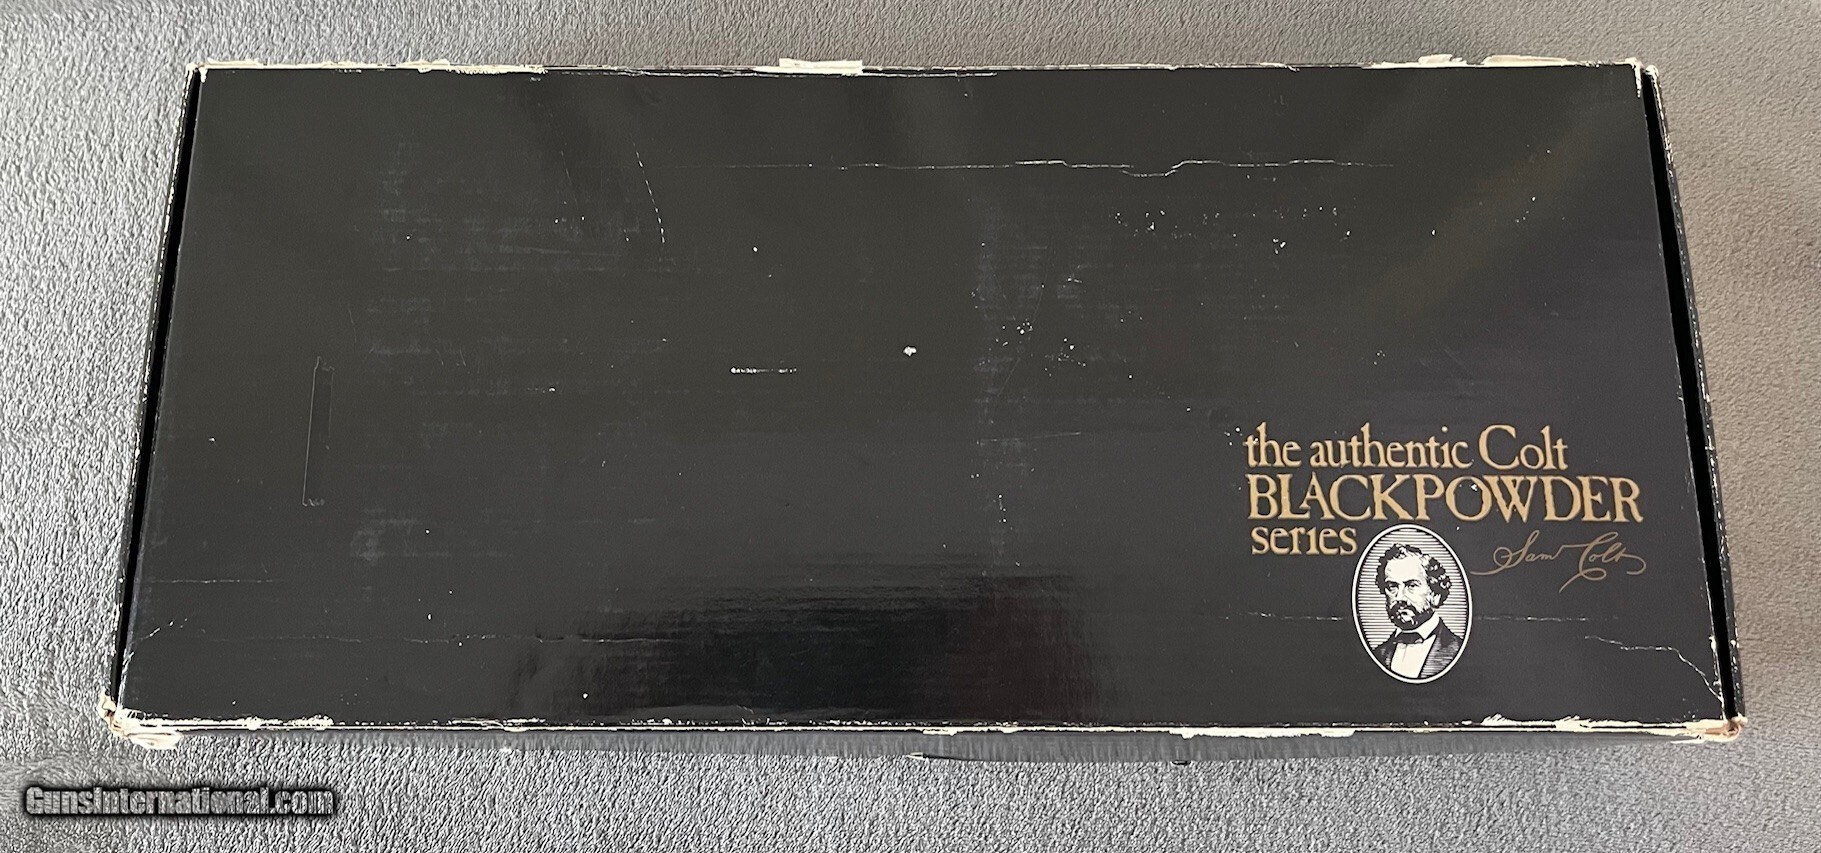 the authentic Colt
BLACKPOWDER
series
Sam Colt
GunsInternational.com